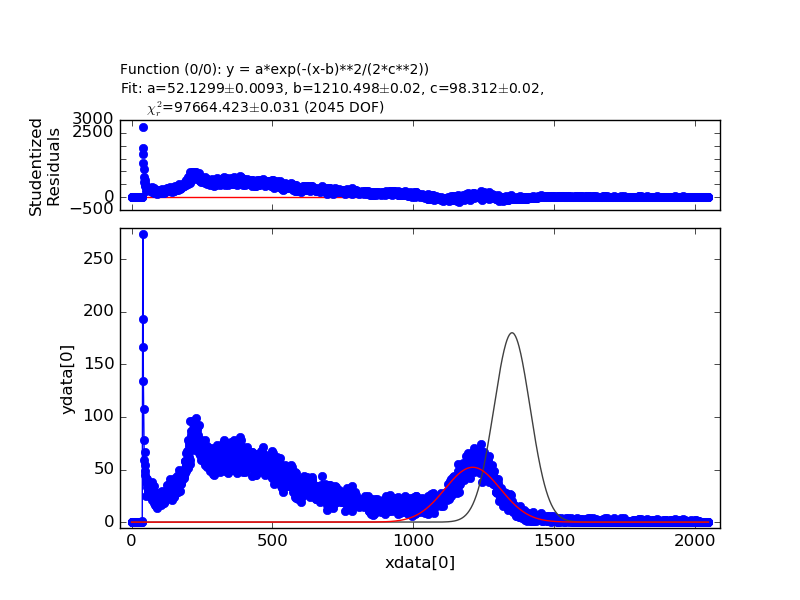 Function (0/0): y = a*exp(-(x-b)**2/(2*c**2))
Fit: a=52.1299±0.0093, b=1210.498±0.02, c=98.312±0.02,
χ²ᵣ=97664.423±0.031 (2045 DOF)
Studentized
Residuals
3000
2500
0
−500
ydata[0]
250
200
150
100
50
0
0 500 1000 1500 2000
xdata[0]